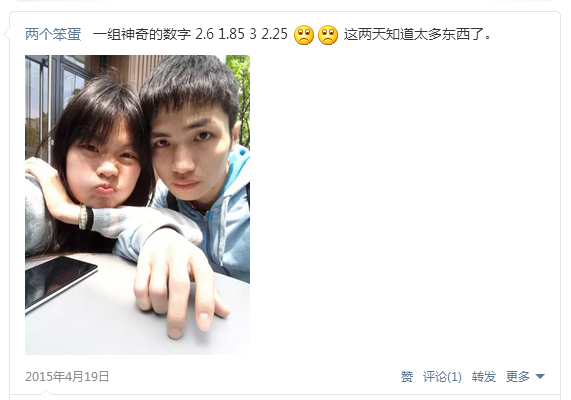 两个笨蛋 一组神奇的数字 2.6 1.85 3 2.25 这两天知道太多东西了。
2015年4月19日 赞 评论(1) 转发 更多